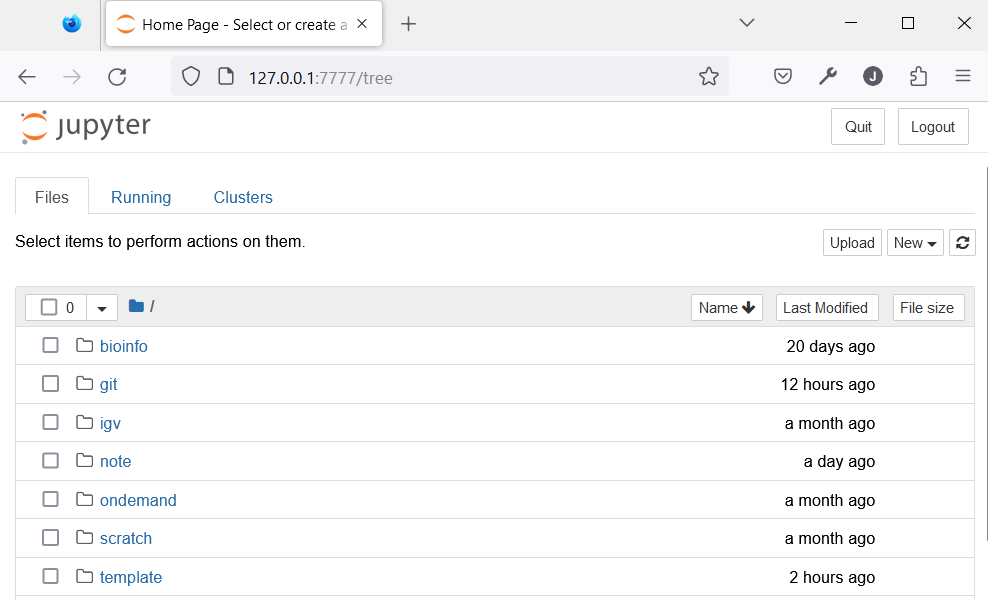 Home Page - Select or create a
127.0.0.1:7777/tree
J
jupyter
Quit
Logout
Files
Running
Clusters
Select items to perform actions on them.
Upload
New
0
/
Name
Last Modified
File size
bioinfo
20 days ago
git
12 hours ago
igv
a month ago
note
a day ago
ondemand
a month ago
scratch
a month ago
template
2 hours ago